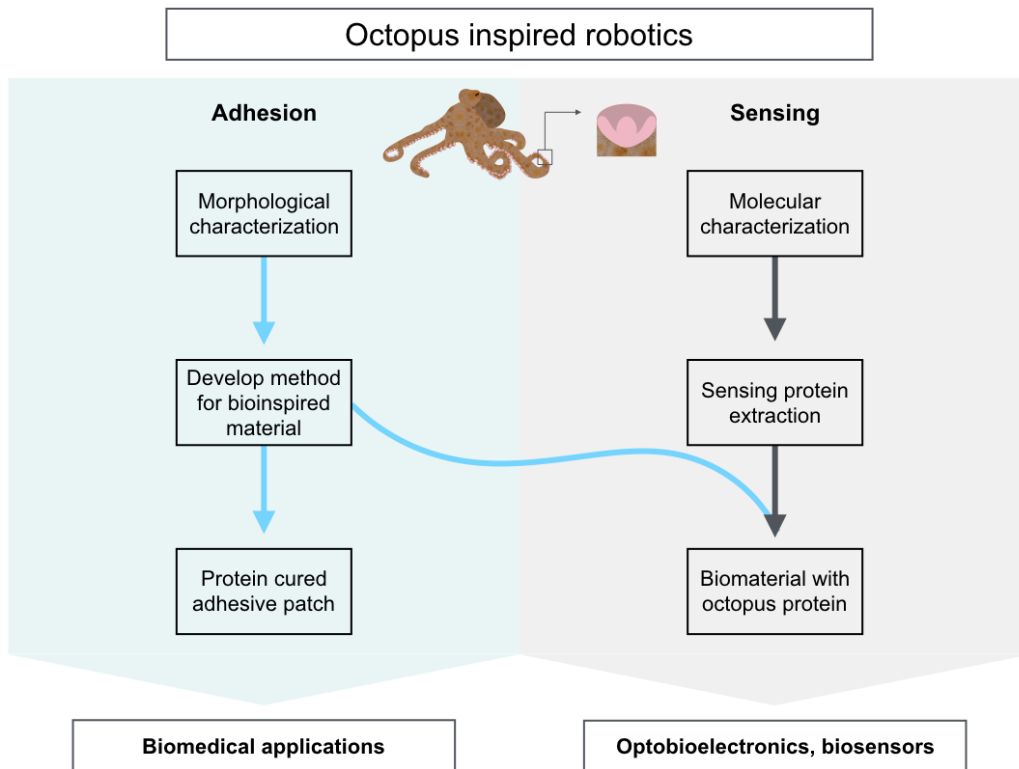 Octopus inspired robotics
Adhesion
Sensing
Morphological
characterization
Molecular
characterization
Develop method
for bioinspired
material
Sensing protein
extraction
Protein cured
adhesive patch
Biomaterial with
octopus protein
Biomedical applications
Optobioelectronics, biosensors